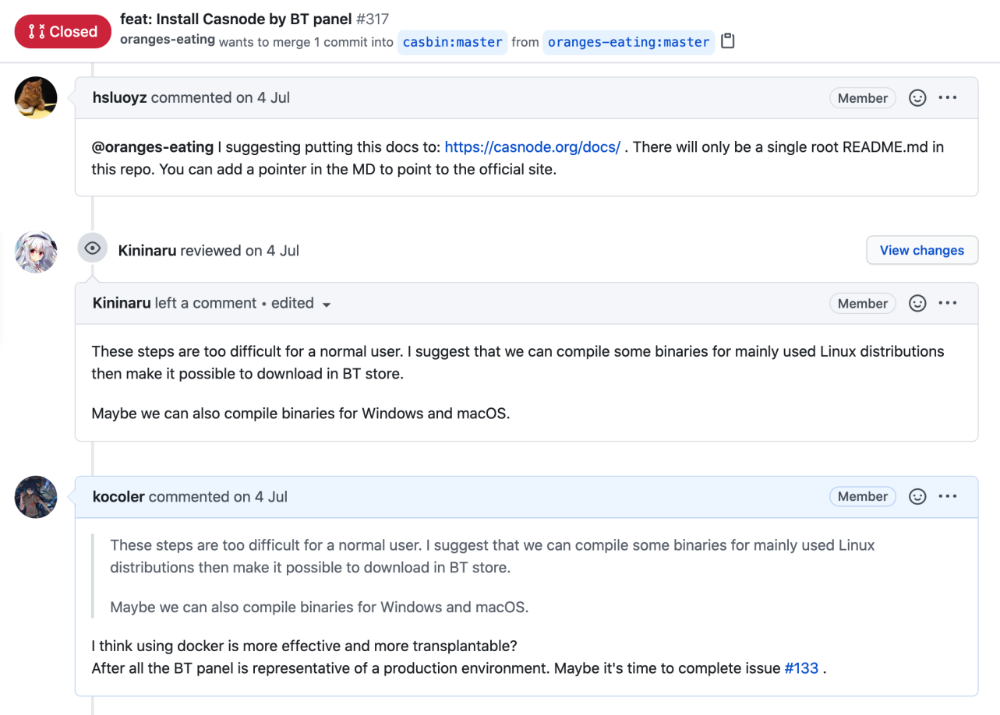 Closed
feat: Install Casnode by BT panel #317
oranges-eating wants to merge 1 commit into casbin:master from oranges-eating:master
hsluoyz commented on 4 Jul
Member
@oranges-eating I suggesting putting this docs to: https://casnode.org/docs/ . There will only be a single root README.md in
this repo. You can add a pointer in the MD to point to the official site.
Kininaru reviewed on 4 Jul
View changes
Kininaru left a comment • edited
Member
These steps are too difficult for a normal user. I suggest that we can compile some binaries for mainly used Linux distributions
then make it possible to download in BT store.
Maybe we can also compile binaries for Windows and macOS.
kocoler commented on 4 Jul
Member
These steps are too difficult for a normal user. I suggest that we can compile some binaries for mainly used Linux
distributions then make it possible to download in BT store.
Maybe we can also compile binaries for Windows and macOS.
I think using docker is more effective and more transplantable?
After all the BT panel is representative of a production environment. Maybe it's time to complete issue #133 .